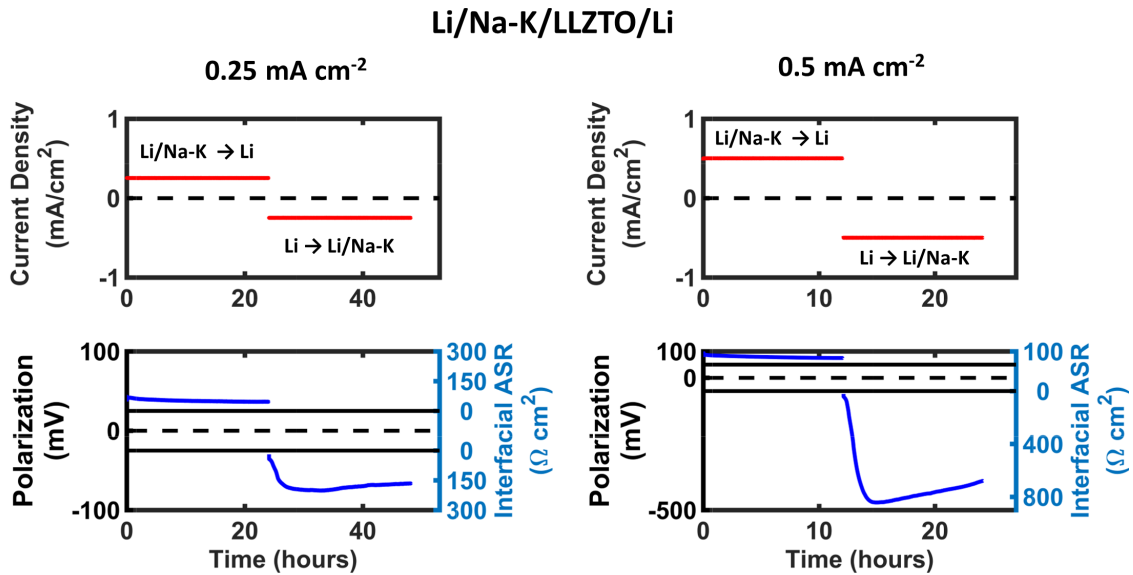 Li/Na-K/LLZTO/Li
0.25 mA cm-2
0.5 mA cm-2
Current Density
(mA/cm2)
1
0
-1
Li/Na-K → Li
Li → Li/Na-K
0
20
40
Current Density
(mA/cm2)
1
0
-1
Li/Na-K → Li
Li → Li/Na-K
0
10
20
Polarization
(mV)
100
0
-100
300
150
0
0
150
300
Interfacial ASR
(Ω cm2)
0
20
40
Time (hours)
Polarization
(mV)
100
0
-500
100
0
400
800
Interfacial ASR
(Ω cm2)
0
10
20
Time (hours)